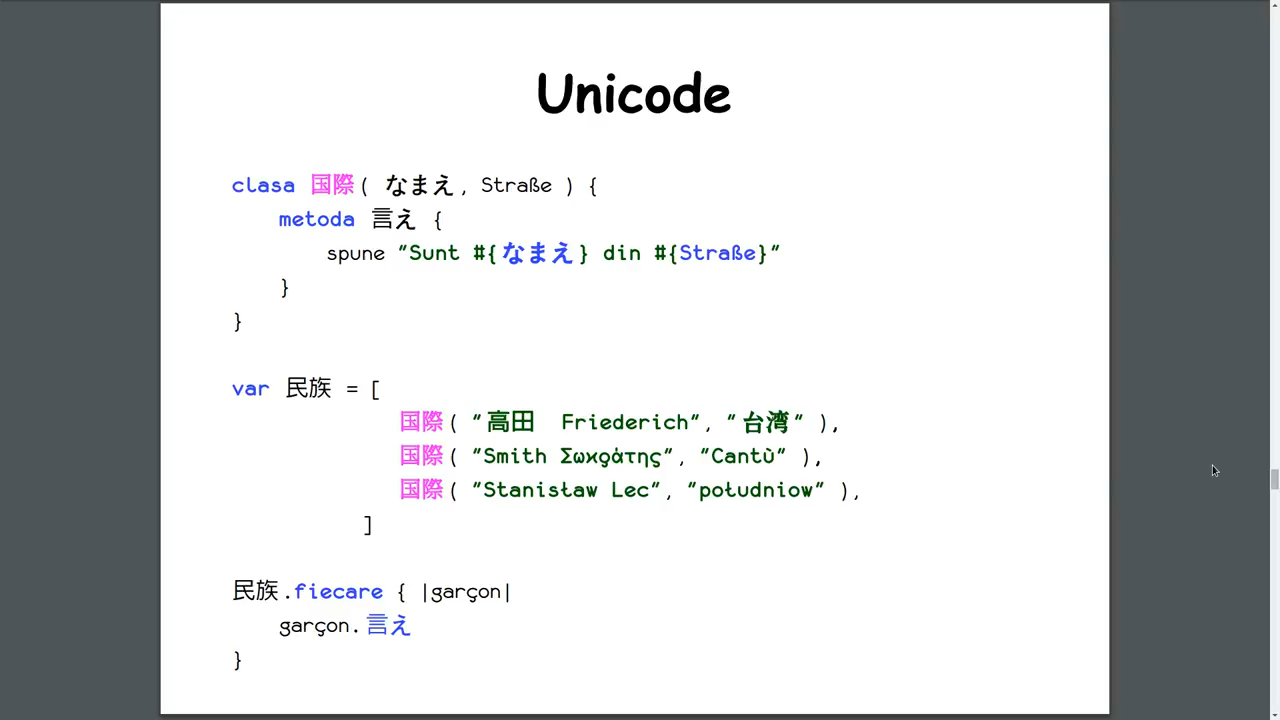 Unicode
clasa 国際( なまえ, Straße ) {
metoda 言え {
spune "Sunt #{なまえ} din #{Straße}"
}
}
var 民族 = [
国際( "高田 Friederich", "台湾" ),
国際( "Smith Σωκράτης", "Cantù" ),
国際( "Stanisław Lec", "południow" ),
]
民族.fiecare { |garçon|
garçon.言え
}